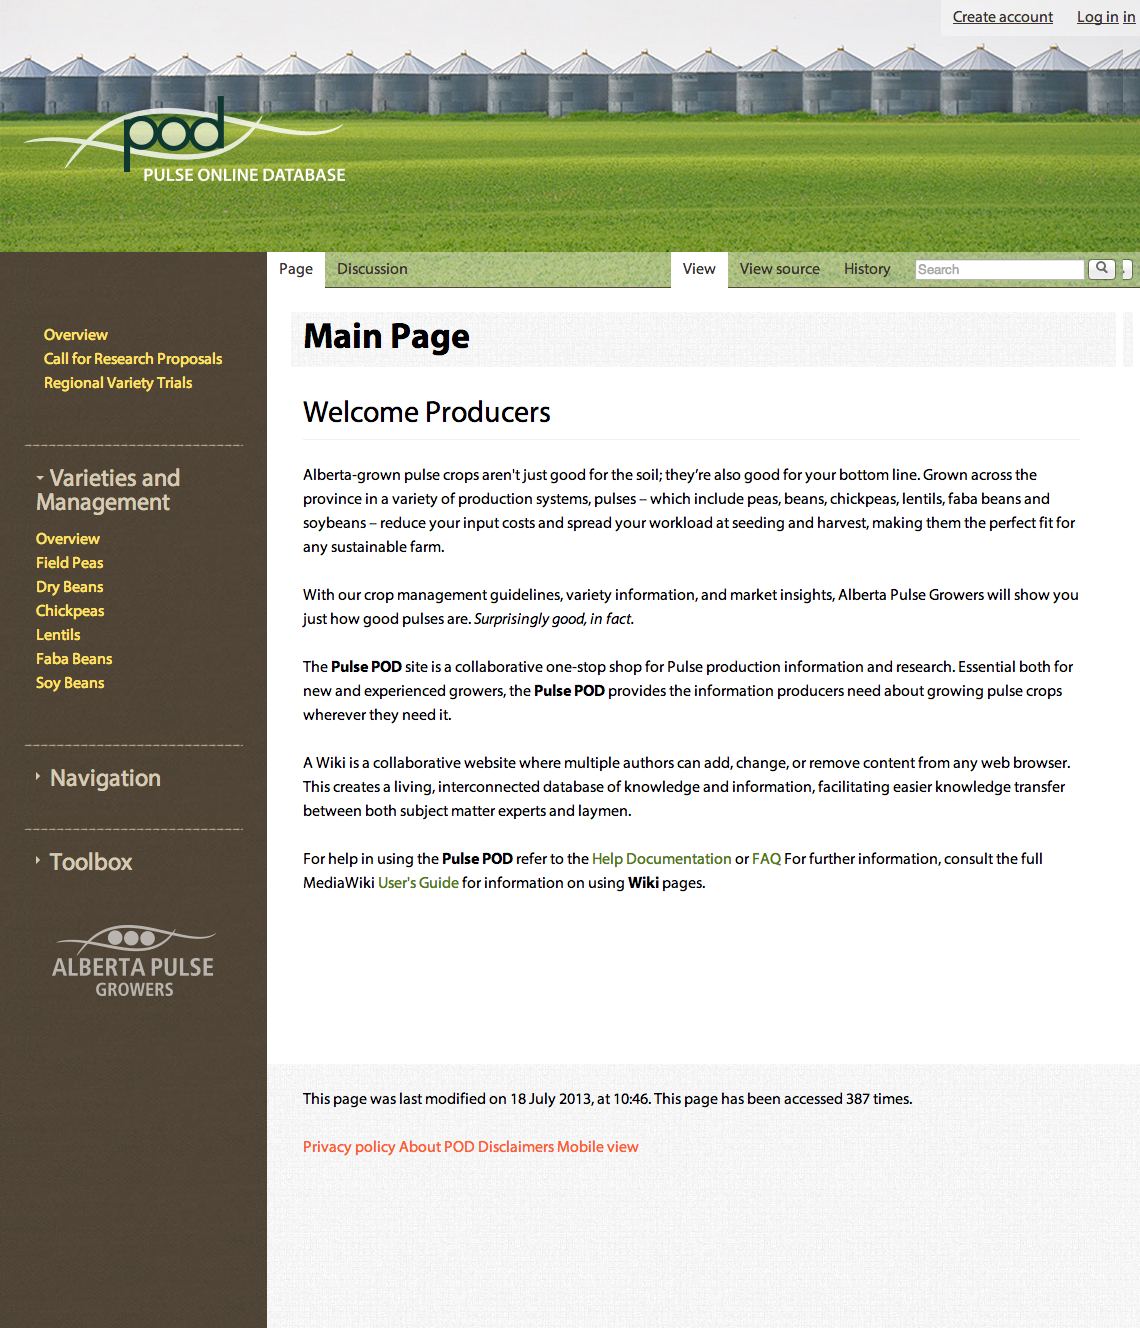 Create account Log in in
pod
PULSE ONLINE DATABASE
Page Discussion View View source History Search
Overview
Call for Research Proposals
Regional Variety Trials
Varieties and
Management
Overview
Field Peas
Dry Beans
Chickpeas
Lentils
Faba Beans
Soy Beans
Navigation
Toolbox
ALBERTA PULSE
GROWERS
Main Page
Welcome Producers
Alberta-grown pulse crops aren't just good for the soil; they’re also good for your bottom line. Grown across the
province in a variety of production systems, pulses – which include peas, beans, chickpeas, lentils, faba beans and
soybeans – reduce your input costs and spread your workload at seeding and harvest, making them the perfect fit for
any sustainable farm.
With our crop management guidelines, variety information, and market insights, Alberta Pulse Growers will show you
just how good pulses are. Surprisingly good, in fact.
The Pulse POD site is a collaborative one-stop shop for Pulse production information and research. Essential both for
new and experienced growers, the Pulse POD provides the information producers need about growing pulse crops
wherever they need it.
A Wiki is a collaborative website where multiple authors can add, change, or remove content from any web browser.
This creates a living, interconnected database of knowledge and information, facilitating easier knowledge transfer
between both subject matter experts and laymen.
For help in using the Pulse POD refer to the Help Documentation or FAQ For further information, consult the full
MediaWiki User's Guide for information on using Wiki pages.
This page was last modified on 18 July 2013, at 10:46. This page has been accessed 387 times.
Privacy policy About POD Disclaimers Mobile view